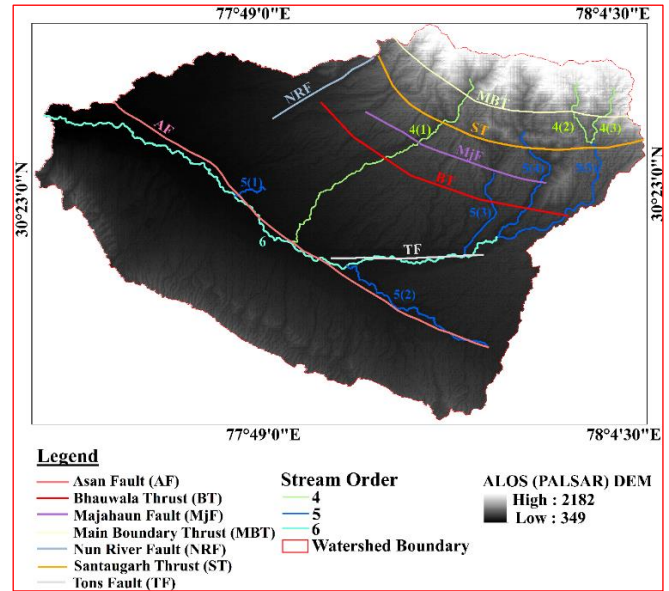 77°49'0"E 78°4'30"E
30°23'0"N
30°23'0"N
NRF
MBT
AF
ST
4(1)
4(2)
4(3)
MjF
BT
5(1)
5(3)
6
TF
5(2)
77°49'0"E 78°4'30"E
Legend
Asan Fault (AF)
Bhauwala Thrust (BT)
Majahaun Fault (MjF)
Main Boundary Thrust (MBT)
Nun River Fault (NRF)
Santaugarh Thrust (ST)
Tons Fault (TF)
Stream Order
4
5
6
Watershed Boundary
ALOS (PALSAR) DEM
High : 2182
Low : 349